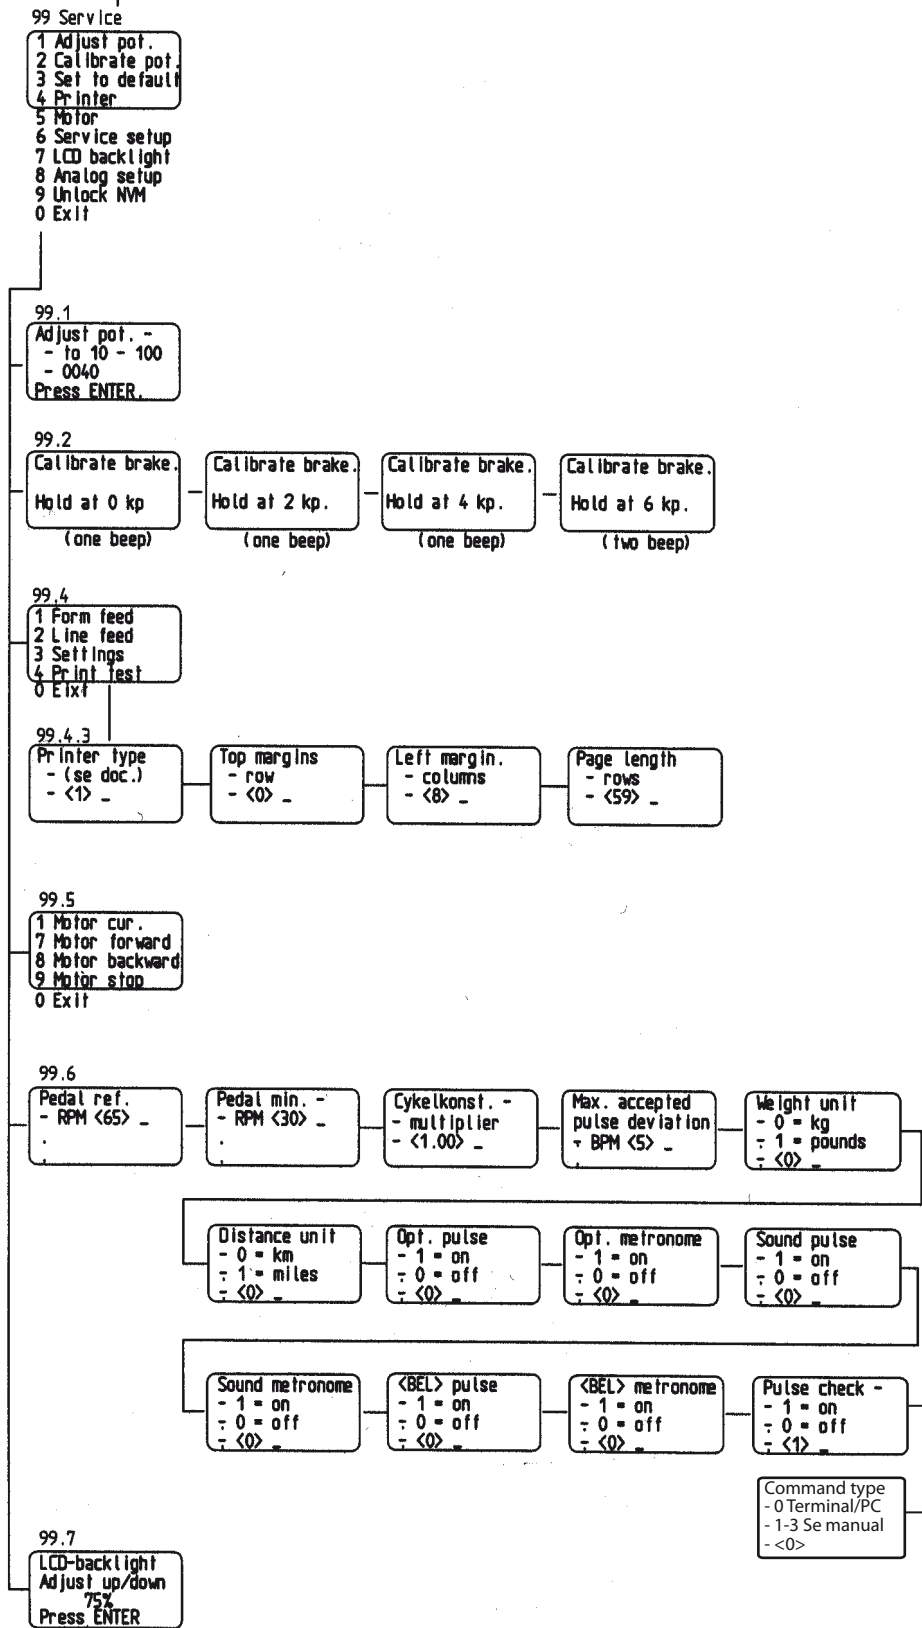 99 Service
1 Adjust pot.
2 Calibrate pot.
3 Set to default
4 Printer
5 Motor
6 Service setup
7 LCD backlight
8 Analog setup
9 Unlock NVM
0 Exit
99.1
Adjust pot. -
- to 10 - 100
- 0040
Press ENTER.
99.2
Calibrate brake.
Hold at 0 kp
(one beep)
Calibrate brake.
Hold at 2 kp.
(one beep)
Calibrate brake.
Hold at 4 kp.
(one beep)
Calibrate brake.
Hold at 6 kp.
(two beep)
99.4
1 Form feed
2 Line feed
3 Settings
4 Print test
0 Eixt
99.4.3
Printer type
- (se doc.)
- <1> _
Top margins
- row
- <0> _
Left margin.
- columns
- <8> _
Page length
- rows
- <59> _
99.5
1 Motor cur.
7 Motor forward
8 Motor backward
9 Motor stop
0 Exit
99.6
Pedal ref.
- RPM <65> _
Pedal min. -
- RPM <30> _
Cykelkonst. -
- multiplier
- <1.00> _
Max. accepted
pulse deviation
- BPM <5> _
Weight unit
- 0 = kg
- 1 = pounds
- <0> _
Distance unit
- 0 = km
- 1 = miles
- <0> _
Opt. pulse
- 1 = on
- 0 = off
- <0> _
Opt. metronome
- 1 = on
- 0 = off
- <0> _
Sound pulse
- 1 = on
- 0 = off
- <0> _
Sound metronome
- 1 = on
- 0 = off
- <0> _
<BEL> pulse
- 1 = on
- 0 = off
- <0> _
<BEL> metronome
- 1 = on
- 0 = off
- <0> _
Pulse check -
- 1 = on
- 0 = off
- <1> _
Command type
- 0 Terminal/PC
- 1-3 Se manual
- <0>
99.7
LCD-backlight
Adjust up/down
75%
Press ENTER